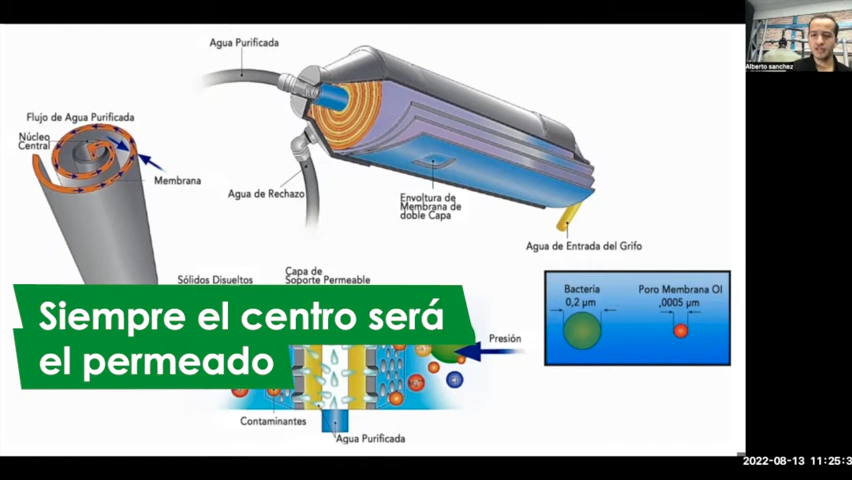 Agua Purificada
Alberto sanchez
Flujo de Agua Purificada
Núcleo
Central
Membrana
Agua de Rechazo
Envoltura de
Membrana de
doble Capa
Agua de Entrada del Grifo
Sólidos Disueltos
Capa de
Soporte Permeable
Bacteria
0,2 µm
Poro Membrana OI
,0005 µm
Siempre el centro será
el permeado
Presión
Contaminantes
Agua Purificada
2022-08-13 11:25:3